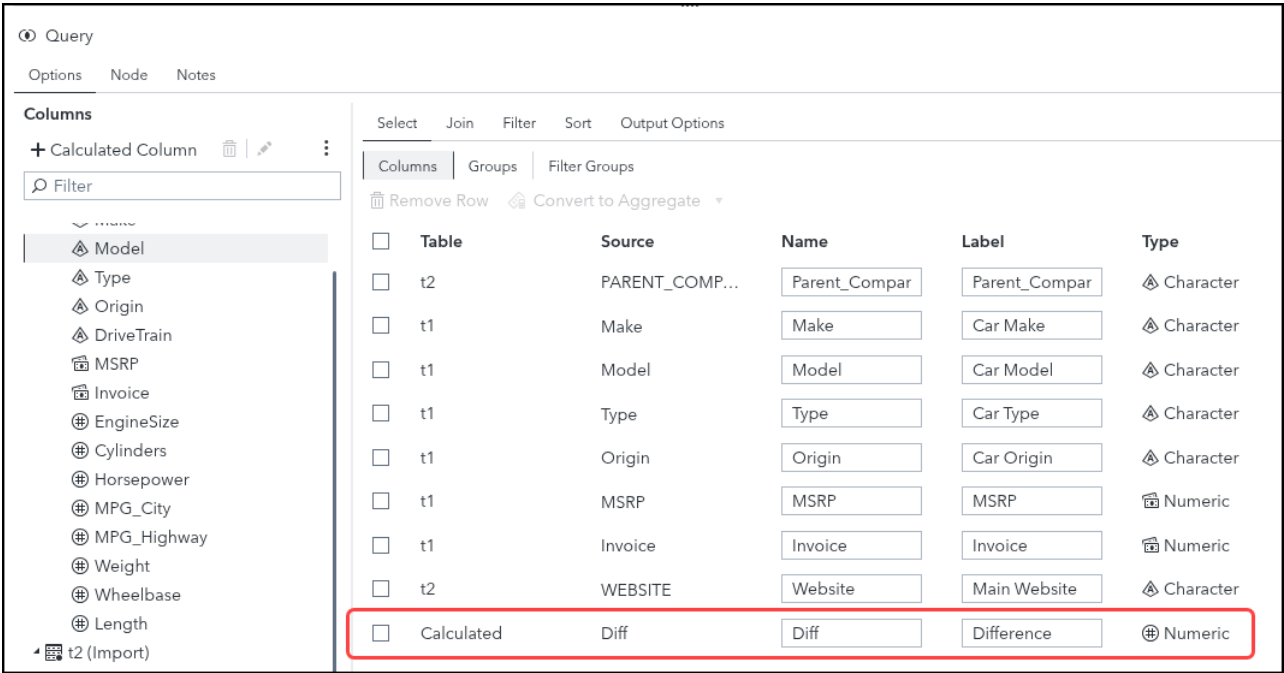 Query
Options Node Notes
Columns
+ Calculated Column
Filter
Make
Model
Type
Origin
DriveTrain
MSRP
Invoice
EngineSize
Cylinders
Horsepower
MPG_City
MPG_Highway
Weight
Wheelbase
Length
t2 (Import)
Select Join Filter Sort Output Options
Columns Groups Filter Groups
Remove Row Convert to Aggregate
Table Source Name Label Type
t2 PARENT_COMP... Parent_Compar Parent_Compar Character
t1 Make Make Car Make Character
t1 Model Model Car Model Character
t1 Type Type Car Type Character
t1 Origin Origin Car Origin Character
t1 MSRP MSRP MSRP Numeric
t1 Invoice Invoice Invoice Numeric
t2 WEBSITE Website Main Website Character
Calculated Diff Diff Difference Numeric